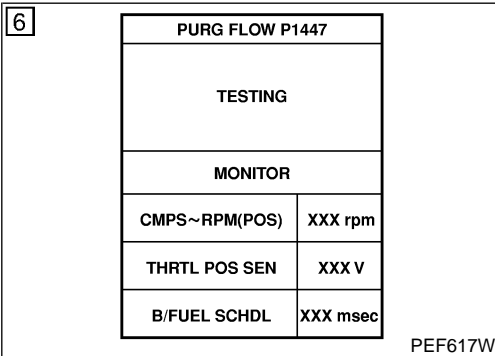 6
PURG FLOW P1447
TESTING
MONITOR
CMPS~RPM(POS) XXX rpm
THRTL POS SEN XXX V
B/FUEL SCHDL XXX msec
PEF617W